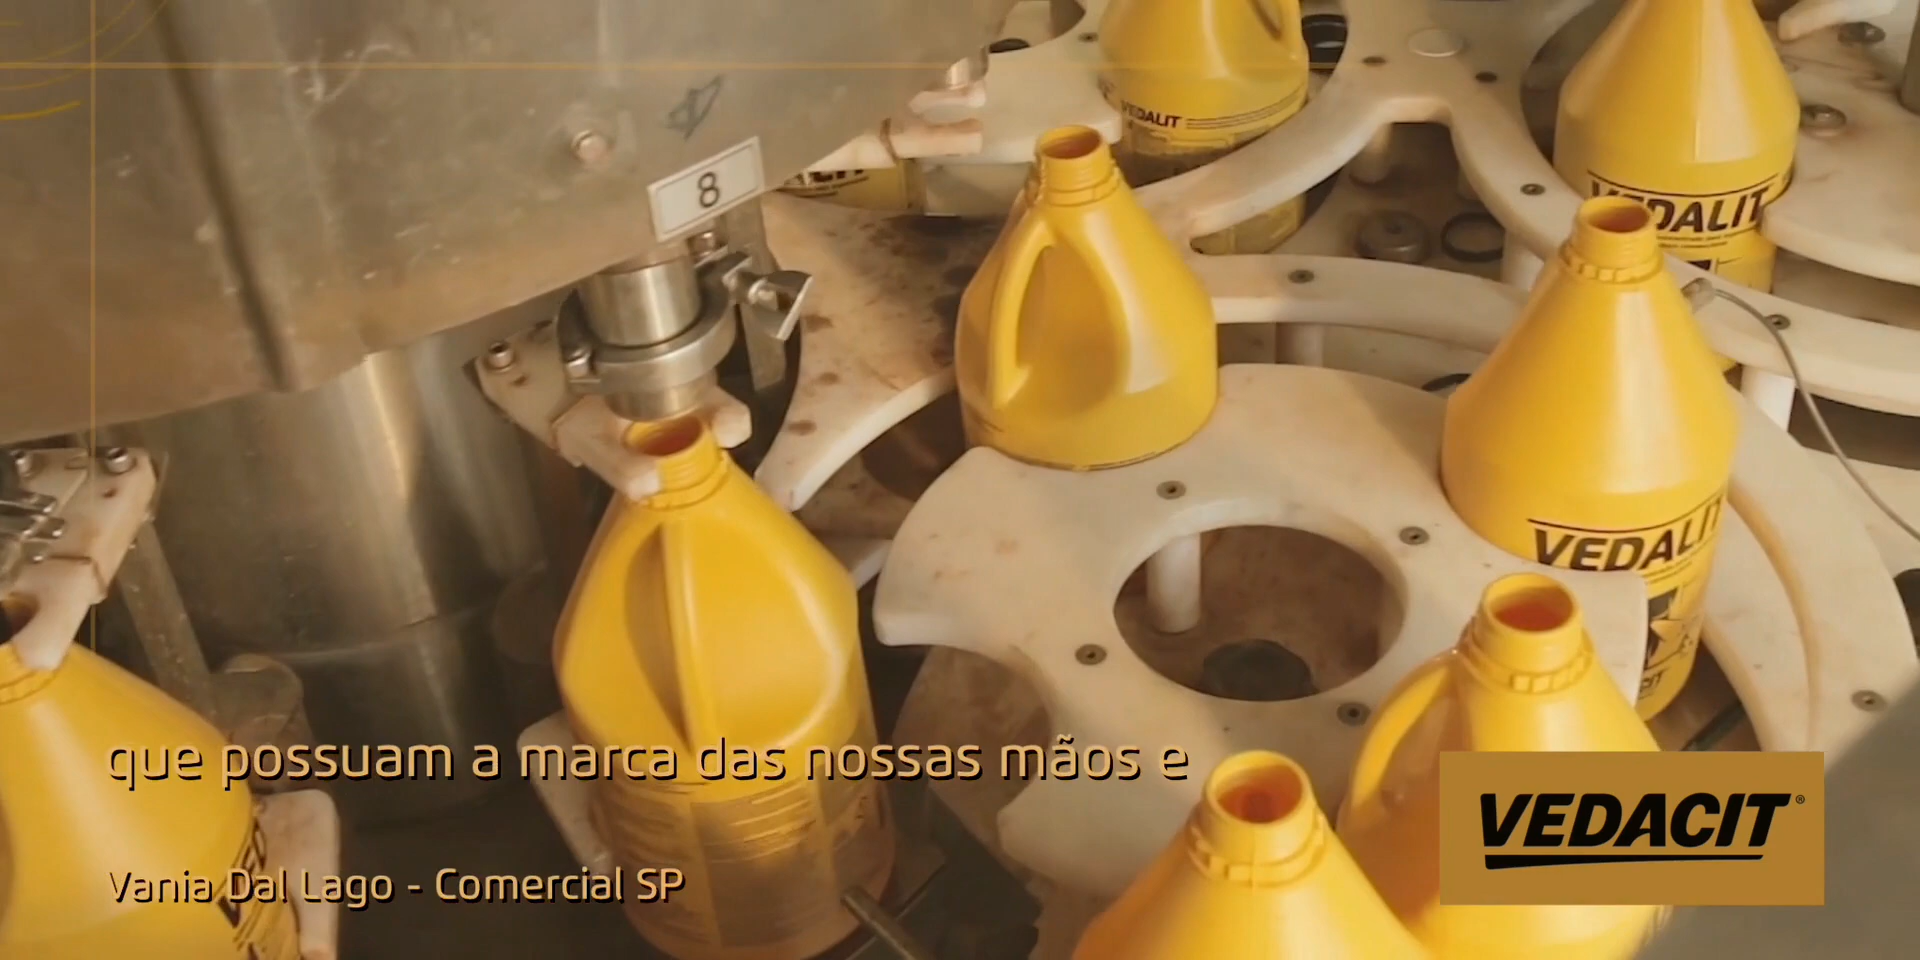 VEDALIT
8
VEDALIT
VEDALIT
que possuam a marca das nossas mãos e
VEDACIT®
Vania Dal Lago - Comercial SP